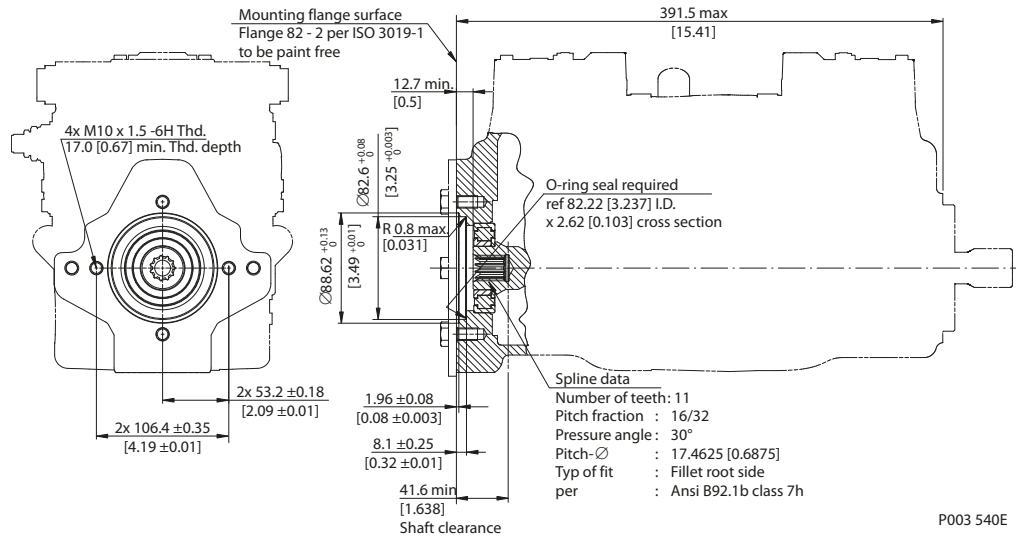 Mounting flange surface
Flange 82 - 2 per ISO 3019-1
to be paint free
391.5 max
[15.41]
12.7 min.
[0.5]
4x M10 x 1.5 -6H Thd.
17.0 [0.67] min. Thd. depth
Ø82.6 +0.08 0
[3.25 +0.003 0]
O-ring seal required
ref 82.22 [3.237] I.D.
x 2.62 [0.103] cross section
R 0.8 max.
[0.031]
Ø88.62 +0.13 0
[3.49 +0.01 0]
2x 53.2 ±0.18
[2.09 ±0.01]
2x 106.4 ±0.35
[4.19 ±0.01]
1.96 ±0.08
[0.08 ±0.003]
8.1 ±0.25
[0.32 ±0.01]
41.6 min
[1.638]
Shaft clearance
Spline data
Number of teeth: 11
Pitch fraction : 16/32
Pressure angle : 30°
Pitch-Ø : 17.4625 [0.6875]
Typ of fit : Fillet root side
per : Ansi B92.1b class 7h
P003 540E